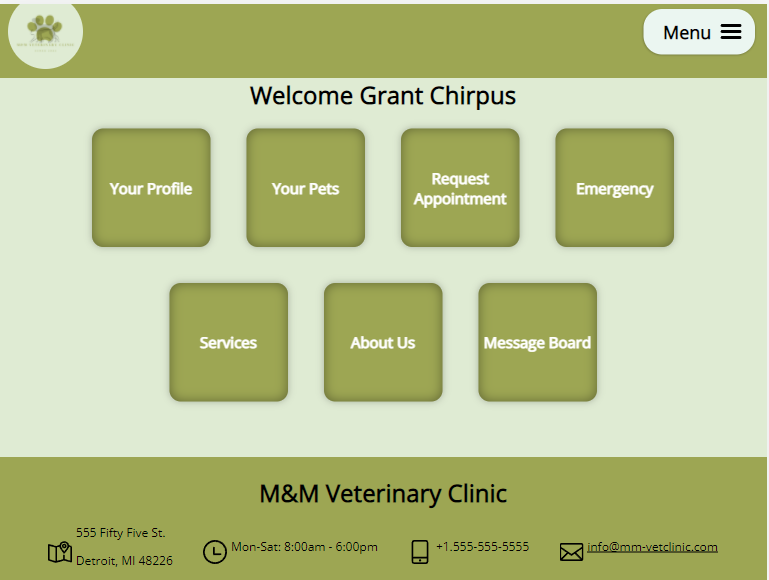 M&M VETERINARY CLINIC
Menu
Welcome Grant Chirpus
Your Profile
Your Pets
Request
Appointment
Emergency
Services
About Us
Message Board
M&M Veterinary Clinic
555 Fifty Five St.
Detroit, MI 48226
Mon-Sat: 8:00am - 6:00pm
+1.555-555-5555
info@mm-vetclinic.com